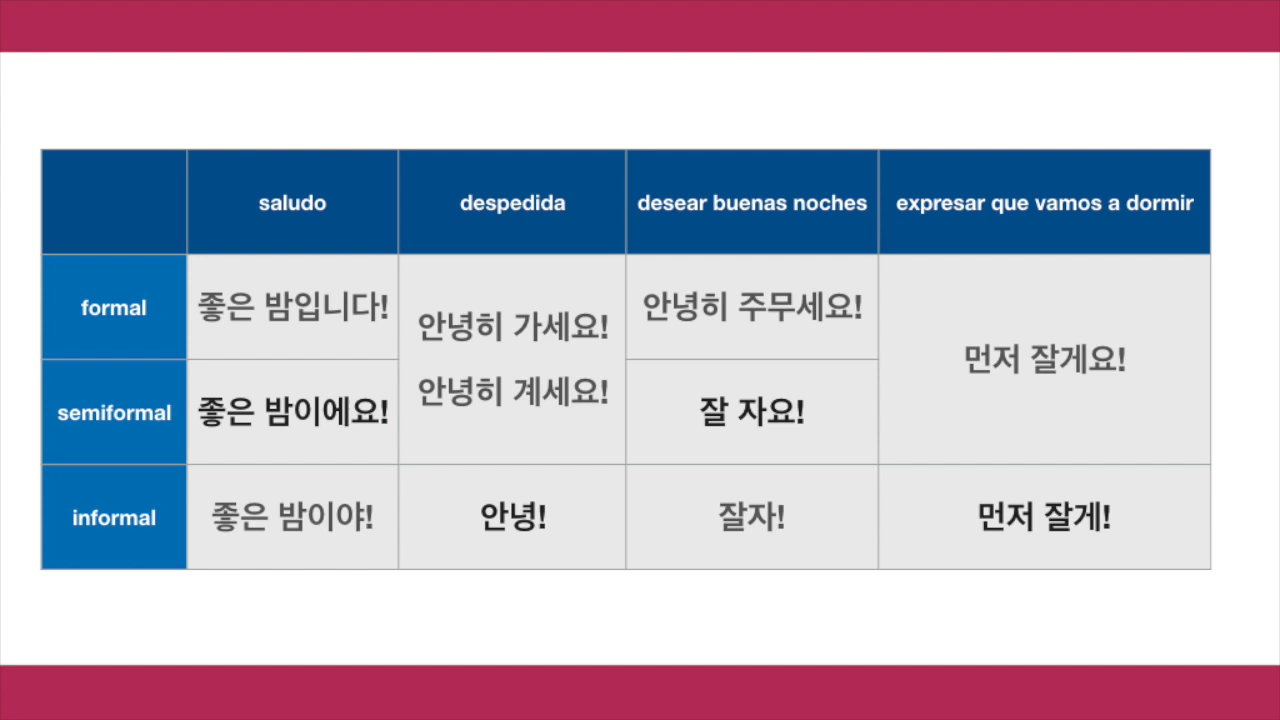 saludo despedida desear buenas noches expresar que vamos a dormir
formal 좋은 밤입니다! 안녕히 가세요! 안녕히 주무세요! 먼저 잘게요!
semiformal 좋은 밤이에요! 안녕히 계세요! 잘 자요!
informal 좋은 밤이야! 안녕! 잘자! 먼저 잘게!